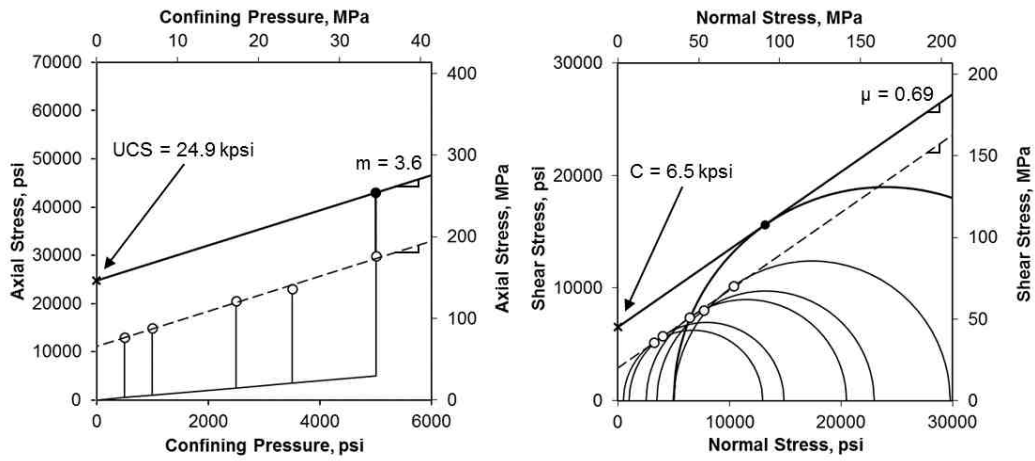 Confining Pressure, MPa
0 10 20 30 40
70000
60000
50000
40000
30000
20000
10000
0
Axial Stress, psi
UCS = 24.9 kpsi
m = 3.6
400
300
200
100
0
Axial Stress, MPa
0 2000 4000 6000
Confining Pressure, psi
Normal Stress, MPa
0 50 100 150 200
30000
20000
10000
0
Shear Stress, psi
μ = 0.69
C = 6.5 kpsi
200
150
100
50
0
Shear Stress, MPa
0 10000 20000 30000
Normal Stress, psi